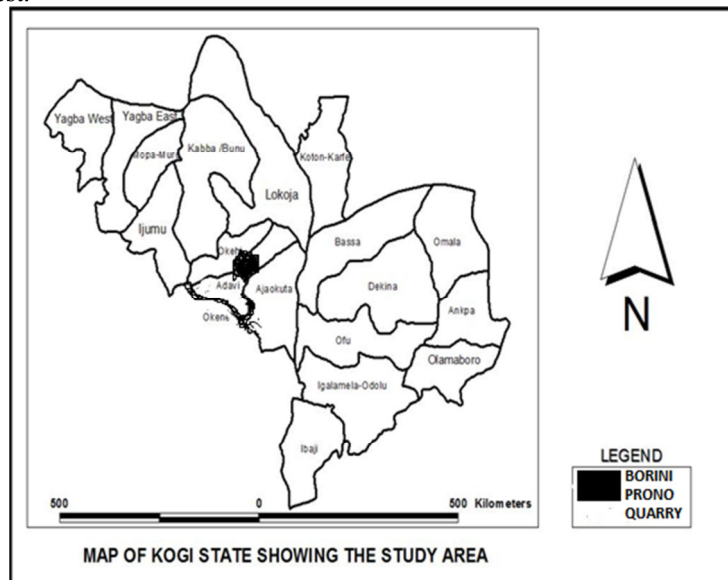 Yagba West
Yagba East
Mopa-Muro
Kabba /Bunu
Koton-Karfe
Lokoja
Ijumu
Okehi
Bassa
Omala
Adavi
Ajaokuta
Dekina
Okene
Ankpa
Ofu
Olamaboro
Igalamela-Odolu
Ibaji
N
LEGEND
BORINI
PRONO
QUARRY
500 0 500 Kilometers
MAP OF KOGI STATE SHOWING THE STUDY AREA